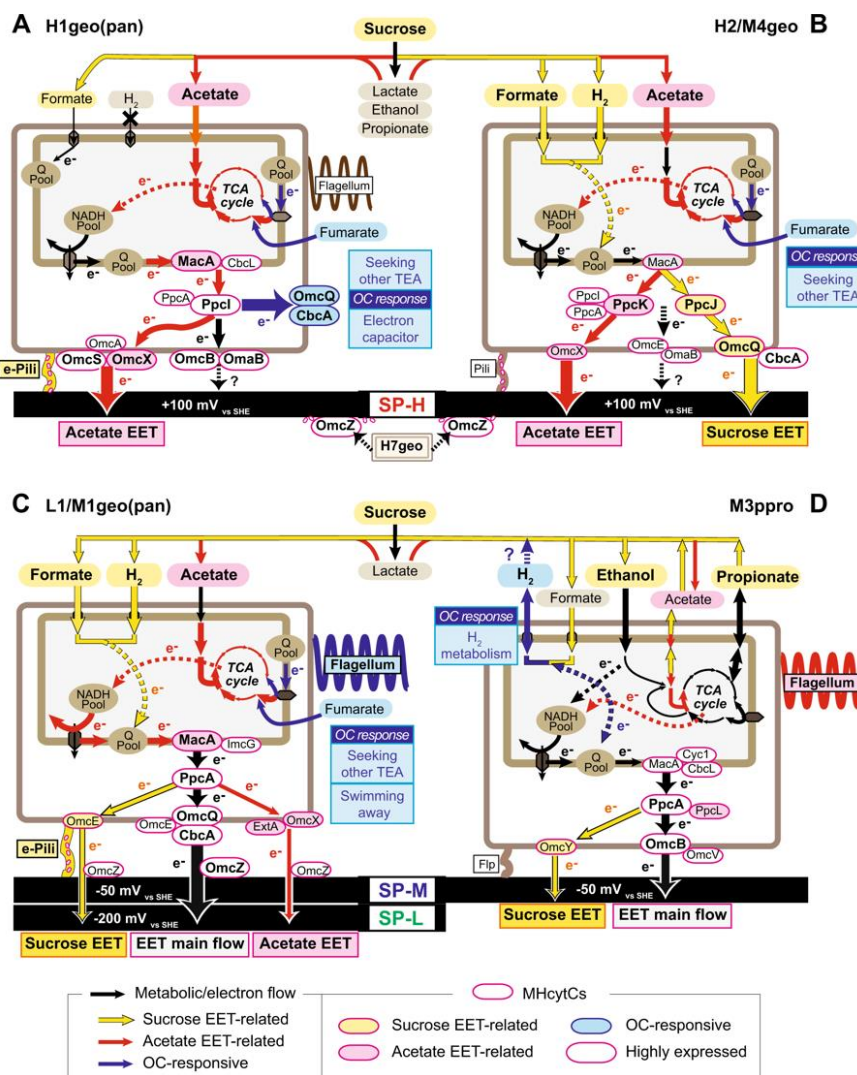 A
H1geo(pan)
Sucrose
H2/M4geo
B
Formate
H2
Acetate
Lactate
Ethanol
Propionate
Formate
H2
Acetate
e-
Q
Pool
Q
Pool
e-
TCA
cycle
NADH
Pool
e-
e-
Q
Pool
e-
MacA
CbcL
e-
PpcA
PpcI
e-
OmcQ
CbcA
e-
e-
OmcA
OmcS
OmcX
OmcB
OmaB
e-Pili
e-
?
Flagellum
Fumarate
Seeking
other TEA
OC response
Electron
capacitor
Q
Pool
e-
TCA
cycle
e-
e-
NADH
Pool
e-
Q
Pool
e-
MacA
e-
e-
PpcI
PpcA
PpcK
PpcJ
e-
e-
e-
OmcE
OmaB
OmcX
OmcQ
CbcA
Pili
e-
?
e-
Fumarate
OC response
Seeking
other TEA
+100 mV vs SHE
SP-H
+100 mV vs SHE
Acetate EET
OmcZ
H7geo
OmcZ
Acetate EET
Sucrose EET
C
L1/M1geo(pan)
Sucrose
M3ppro
D
Formate
H2
Acetate
Lactate
?
H2
Formate
Ethanol
Acetate
Propionate
Q
Pool
e-
TCA
cycle
e-
e-
NADH
Pool
e-
Q
Pool
e-
MacA
ImcG
e-
PpcA
e-
e-
e-
OmcE
OmcE
OmcQ
CbcA
ExtA
OmcX
e-Pili
e-
OmcZ
e-
OmcZ
e-
OmcZ
Flagellum
Fumarate
OC response
Seeking
other TEA
Swimming
away
OC response
H2
metabolism
e-
e-
TCA
cycle
NADH
Pool
e-
e-
Q
Pool
e-
MacA
Cyc1
CbcL
e-
PpcA
PpcL
e-
e-
OmcY
OmcB
OmcV
Flp
e-
e-
Flagellum
-50 mV vs SHE
SP-M
-50 mV vs SHE
-200 mV vs SHE
SP-L
Sucrose EET
EET main flow
Acetate EET
Sucrose EET
EET main flow
Metabolic/electron flow
Sucrose EET-related
Acetate EET-related
OC-responsive
MHcytCs
Sucrose EET-related
OC-responsive
Acetate EET-related
Highly expressed